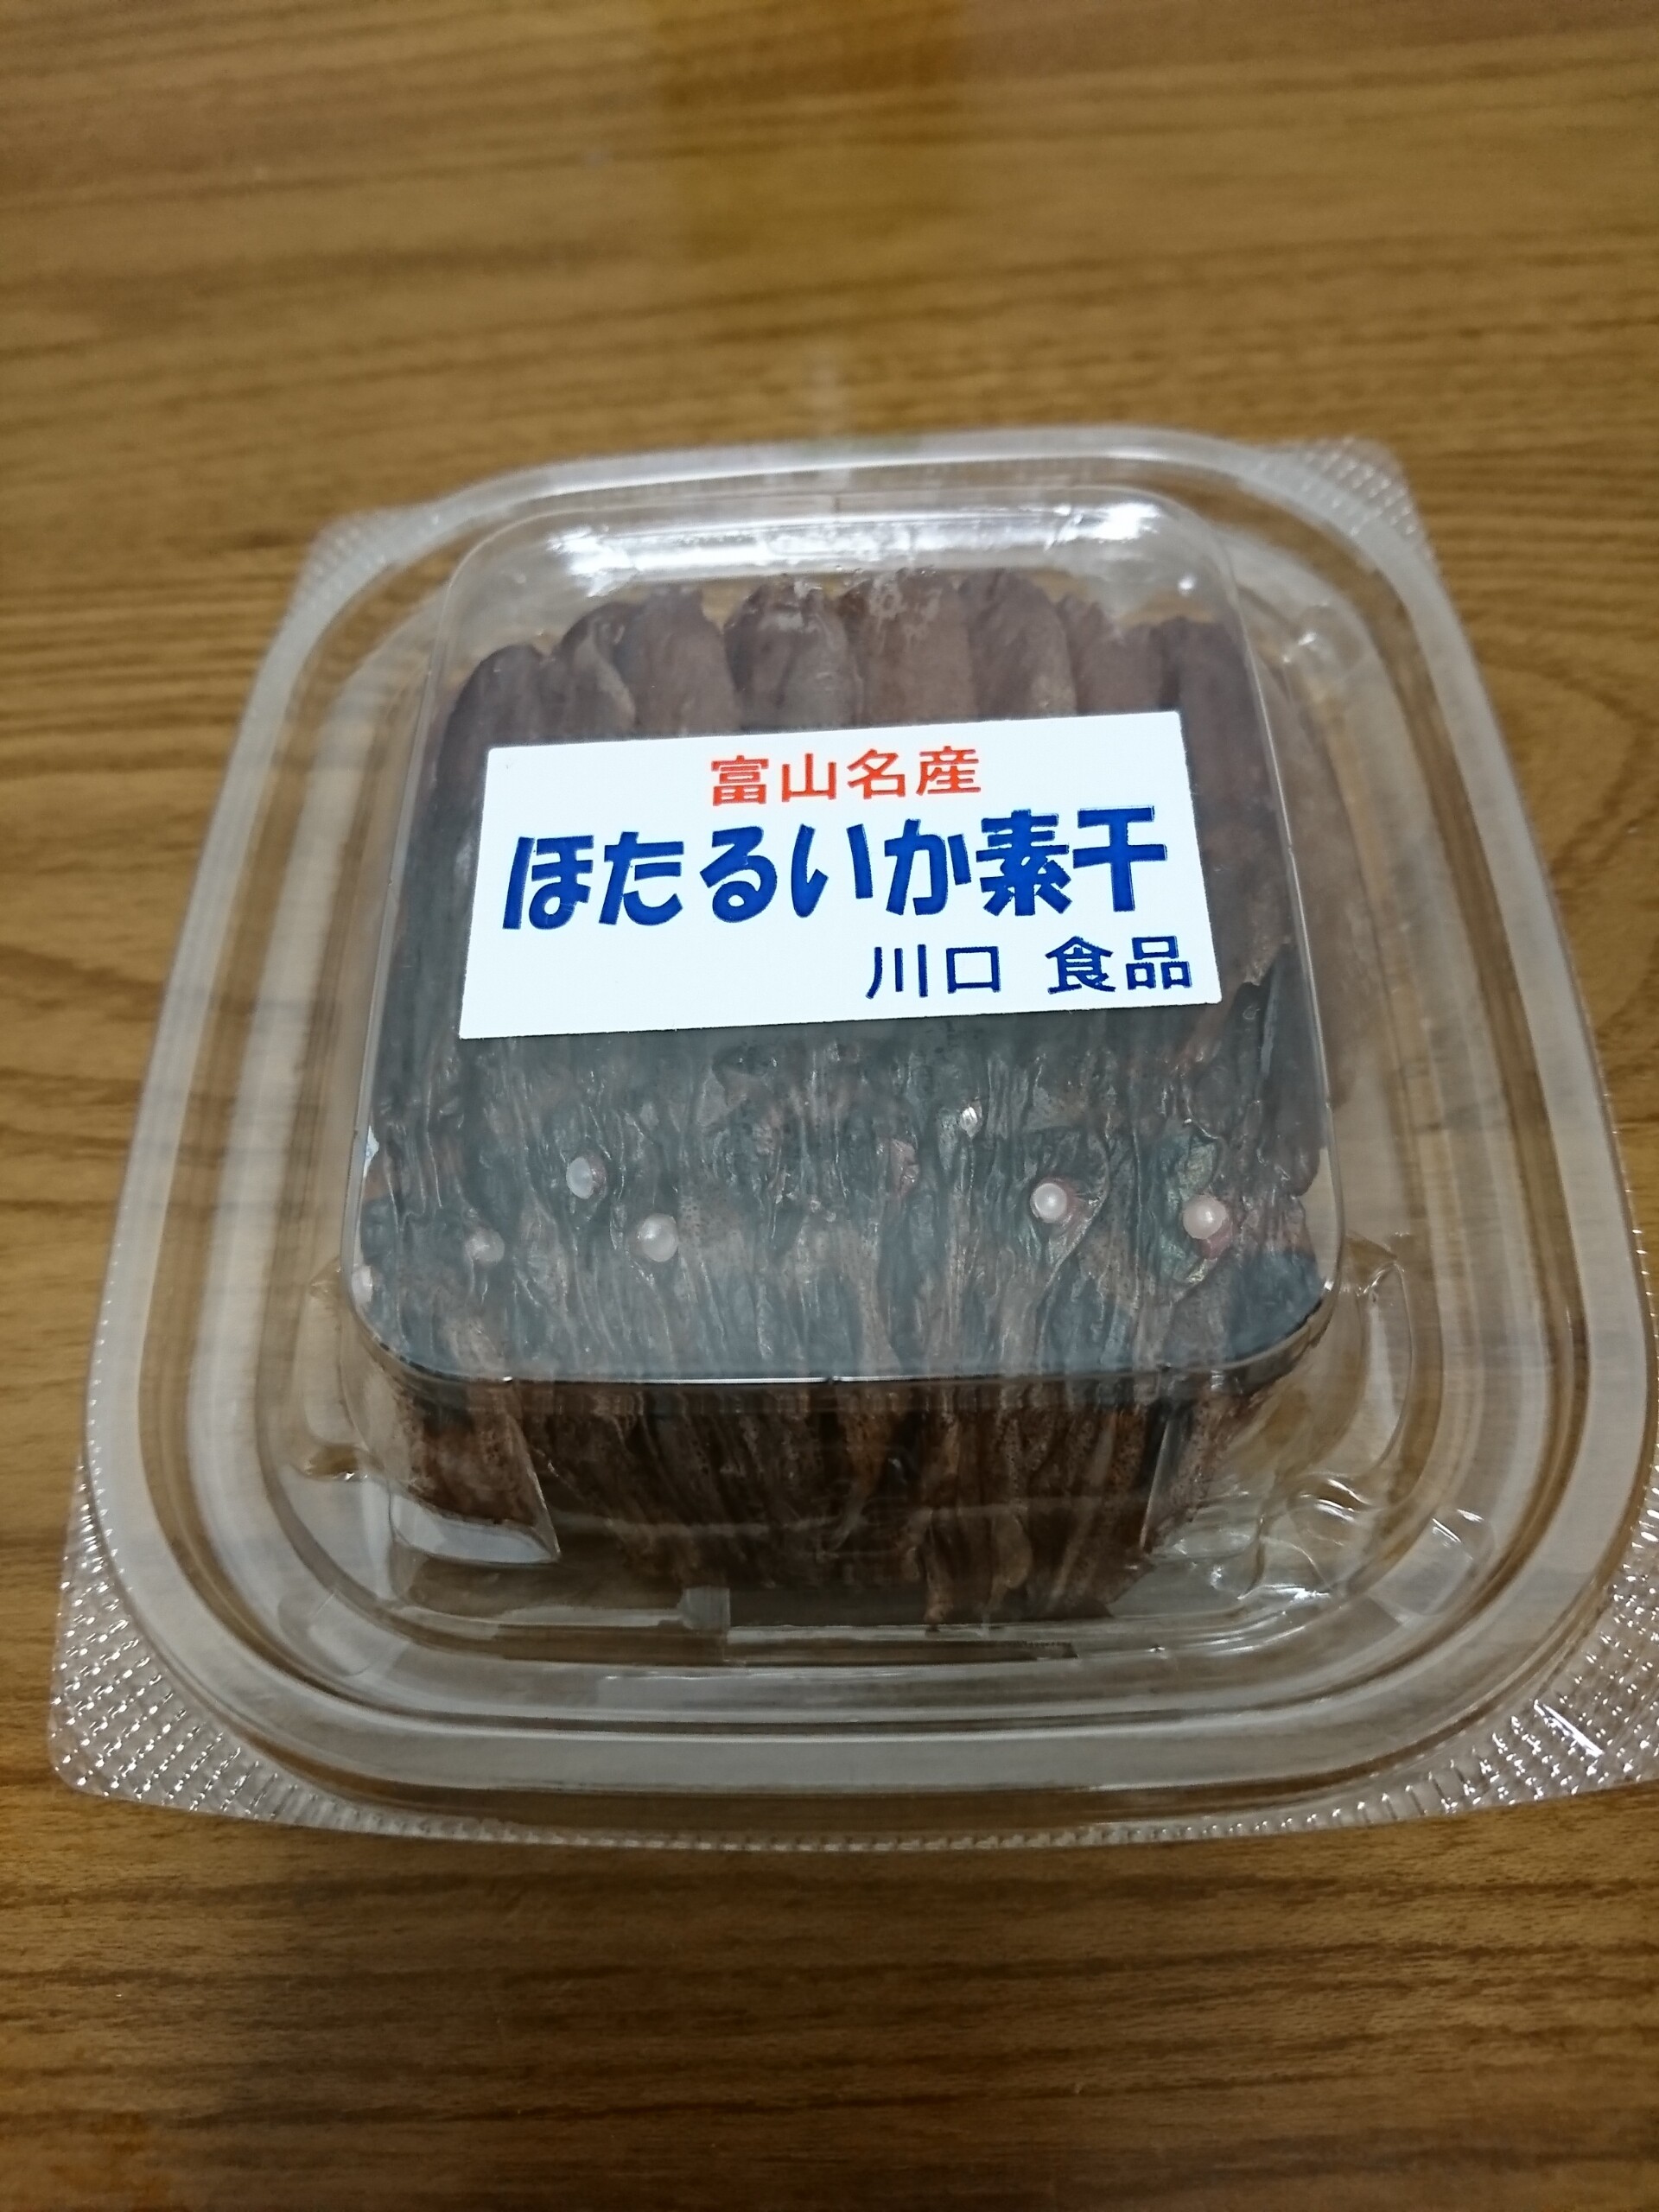 富山名産
ほたるいか素干
川口 食品